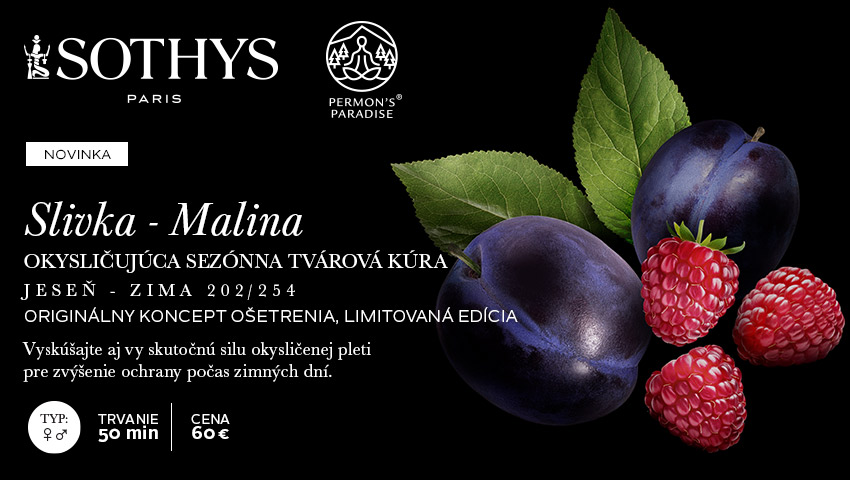 SOTHYS
PARIS
PERMON'S®
PARADISE
NOVINKA
Slivka - Malina
OKYSLIČUJÚCA SEZÓNNA TVÁROVÁ KÚRA
JESEŇ - ZIMA 202/254
ORIGINÁLNY KONCEPT OŠETRENIA, LIMITOVANÁ EDÍCIA
Vyskúšajte aj vy skutočnú silu okysličenej pleti
pre zvýšenie ochrany počas zimných dní.
TYP:
♀♂
TRVANIE
50 min
CENA
60 €